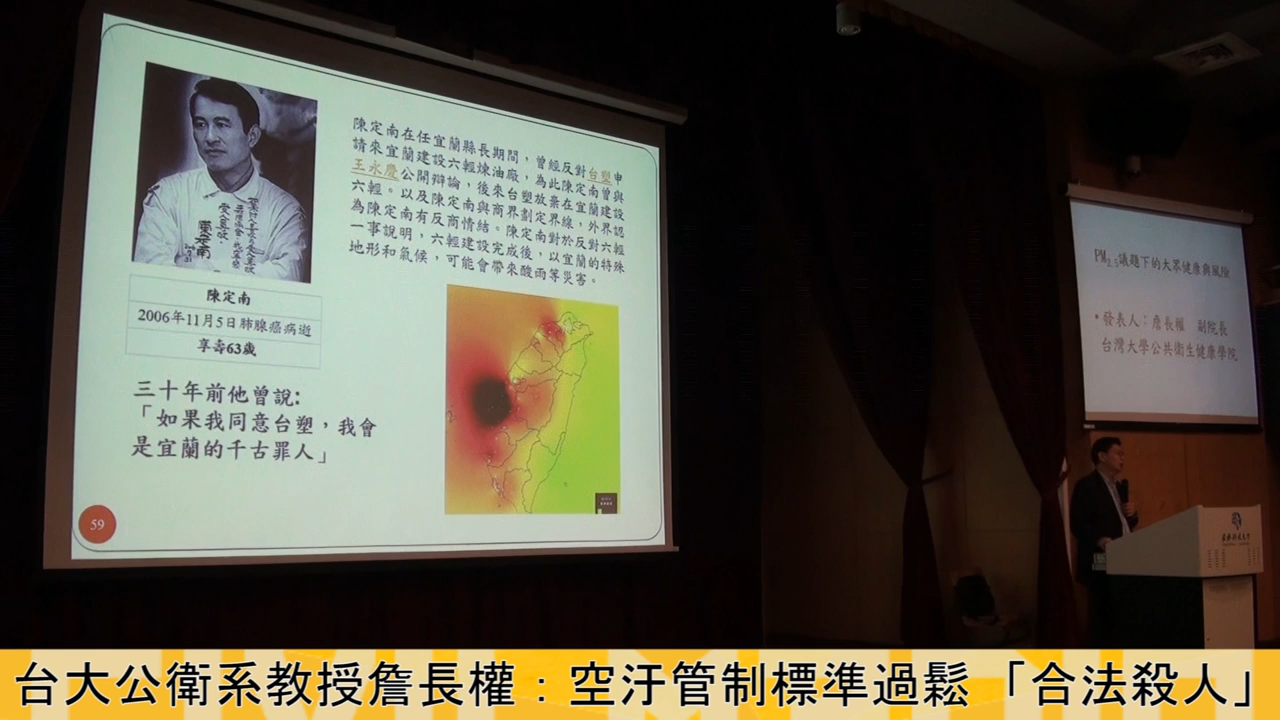 陳定南在任宜蘭縣長期間，曾經反對台塑申
請來宜蘭建設六輕煉油廠，為此陳定南曾與
王永慶公開辯論，後來台塑放棄在宜蘭建設
六輕。以及陳定南與商界劃定界線，外界認
為陳定南有反商情結。陳定南對於反對六輕
一事說明，六輕建設完成後，以宜蘭的特殊
地形和氣候，可能會帶來酸雨等災害。
陳定南
2006年11月5日肺腺癌病逝
享壽63歲
三十年前他曾說:
「如果我同意台塑，我會
是宜蘭的千古罪人」
59
PM2.5議題下的大眾健康與風險
•發表人：詹長權 副院長
台灣大學公共衛生健康學院
台大公衛系教授詹長權：空汙管制標準過鬆 「合法殺人」